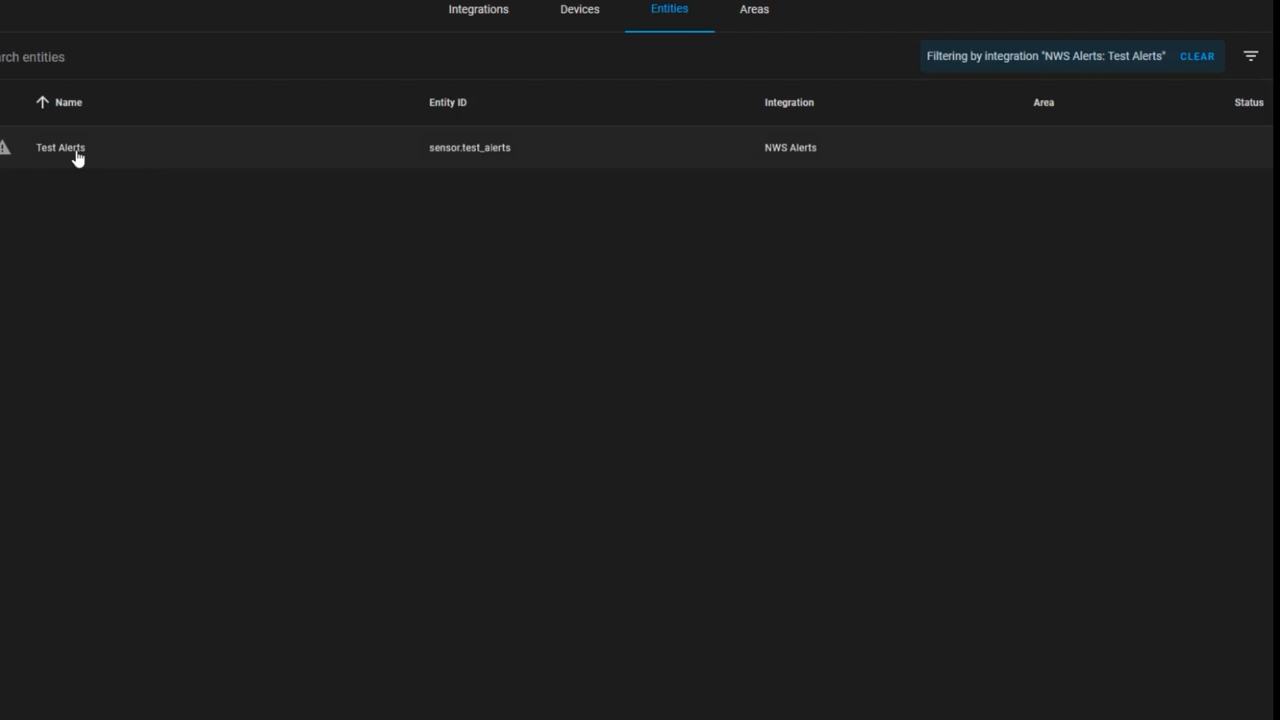 Integrations Devices Entities Areas
rch entities Filtering by integration "NWS Alerts: Test Alerts" CLEAR
Name Entity ID Integration Area Status
Test Alerts sensor.test_alerts NWS Alerts